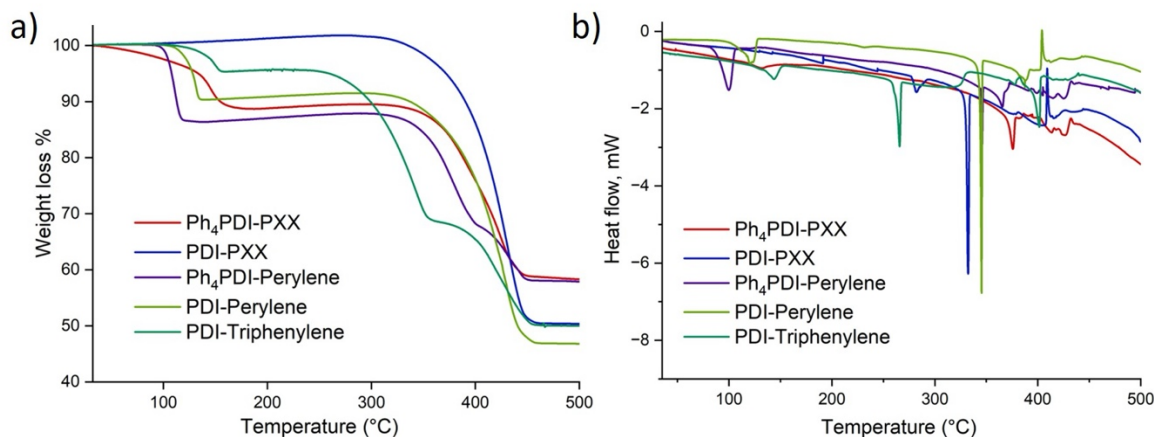 a)
100
90
80
70
60
50
40
Weight loss %
Ph₄PDI-PXX
PDI-PXX
Ph₄PDI-Perylene
PDI-Perylene
PDI-Triphenylene
100 200 300 400 500
Temperature (°C)
b)
0
−2
−4
−6
−8
Heat flow, mW
Ph₄PDI-PXX
PDI-PXX
Ph₄PDI-Perylene
PDI-Perylene
PDI-Triphenylene
100 200 300 400 500
Temperature (°C)